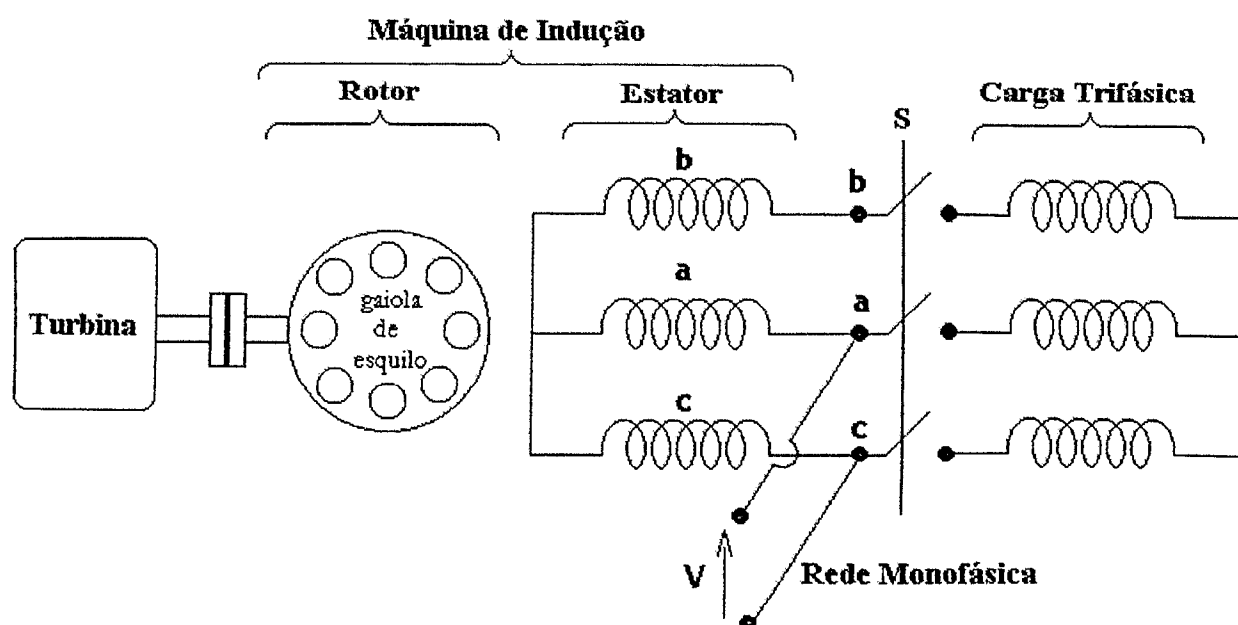 Máquina de Indução
Rotor
Estator
Carga Trifásica
S
b
b
a
a
c
c
Turbina
gaiola
de
esquilo
V
Rede Monofásica